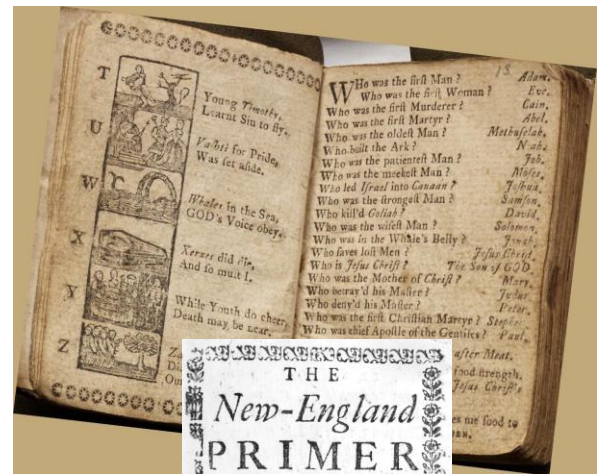 T
Young Timothy,
Learnt Sin to fly.
U
Vaſhti for Pride,
Was ſet aſide.
W
Whales in the Sea,
GOD's Voice obey.
X
Xerxes did die,
And ſo muſt I.
Y
While Youth do cheer,
Death may be near.
Z
13
WHo was the firſt Man? Adam.
Who was the firſt Woman? Eve.
Who was the firſt Murderer? Cain.
Who was the firſt Martyr? Abel.
Who was the oldeſt Man? Methuſelah.
Who built the Ark? Noah.
Who was the patienteſt Man? Job.
Who was the meekeſt Man? Moſes.
Who led Iſrael into Canaan? Joſhua.
Who was the ſtrongeſt Man? Samſon.
Who kill'd Goliah? David.
Who was the wiſeſt Man? Solomon.
Who was in the Whale's Belly? Jonah.
Who ſaves loſt Men? Jeſus Chriſt.
Who is Jeſus Chriſt? The Son of GOD.
Who was the Mother of Chriſt? Mary.
Who betray'd his Maſter? Judas.
Who deny'd his Maſter? Peter.
Who was the firſt Chriſtian Martyr? Stephen.
Who was chief Apoſtle of the Gentiles? Paul.
after Meat.
food ſtrength,
Jeſus Chriſt's
me food to
THE
New-England
PRIMER